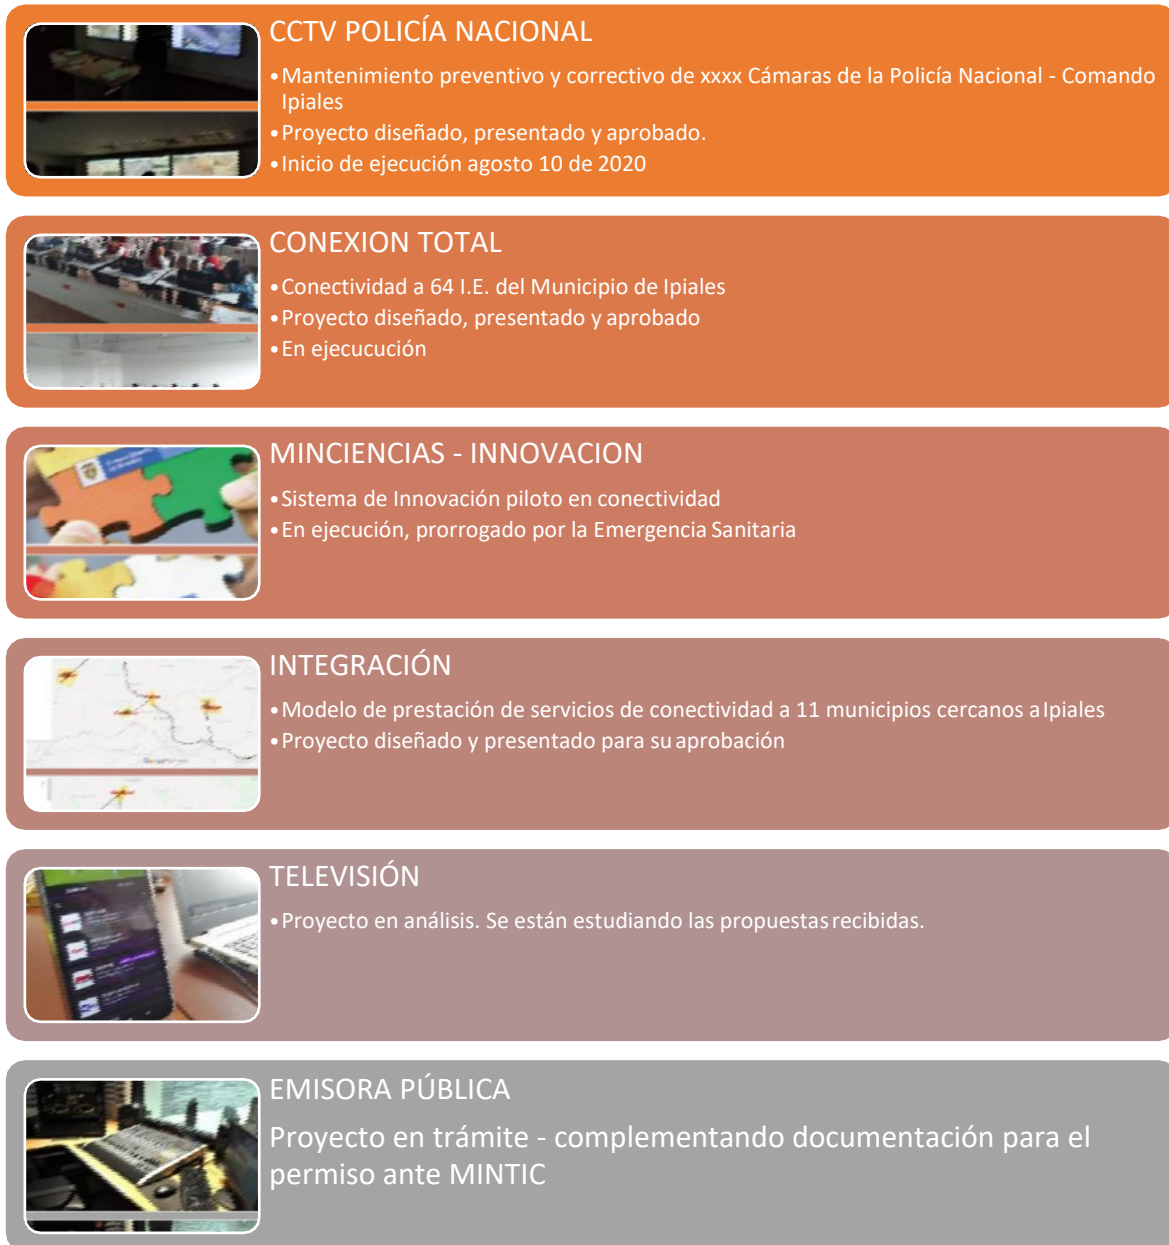 CCTV POLICÍA NACIONAL
•Mantenimiento preventivo y correctivo de xxxx Cámaras de la Policía Nacional - Comando
Ipiales
•Proyecto diseñado, presentado y aprobado.
•Inicio de ejecución agosto 10 de 2020
CONEXION TOTAL
•Conectividad a 64 I.E. del Municipio de Ipiales
•Proyecto diseñado, presentado y aprobado
•En ejecucución
MINCIENCIAS - INNOVACION
•Sistema de Innovación piloto en conectividad
•En ejecución, prorrogado por la Emergencia Sanitaria
INTEGRACIÓN
•Modelo de prestación de servicios de conectividad a 11 municipios cercanos a Ipiales
•Proyecto diseñado y presentado para su aprobación
TELEVISIÓN
•Proyecto en análisis. Se están estudiando las propuestas recibidas.
EMISORA PÚBLICA
Proyecto en trámite - complementando documentación para el
permiso ante MINTIC